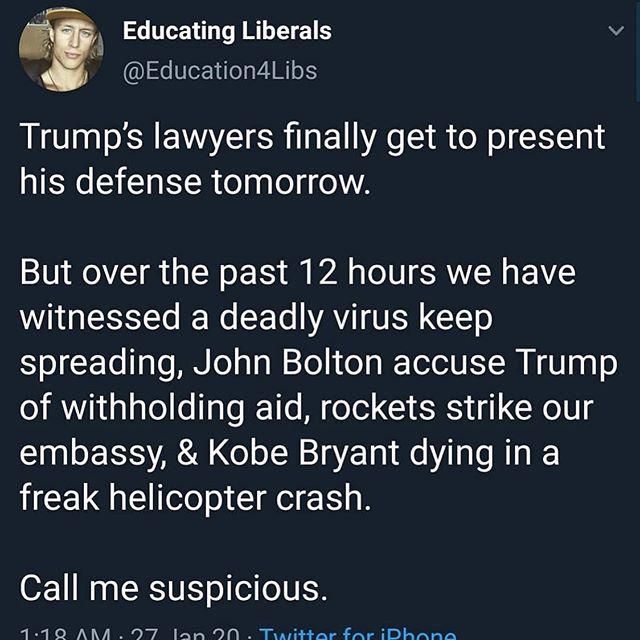 Educating Liberals
@Education4Libs
Trump’s lawyers finally get to present
his defense tomorrow.
But over the past 12 hours we have
witnessed a deadly virus keep
spreading, John Bolton accuse Trump
of withholding aid, rockets strike our
embassy, & Kobe Bryant dying in a
freak helicopter crash.
Call me suspicious.
1:18 AM · 27 Jan 20 · Twitter for iPhone